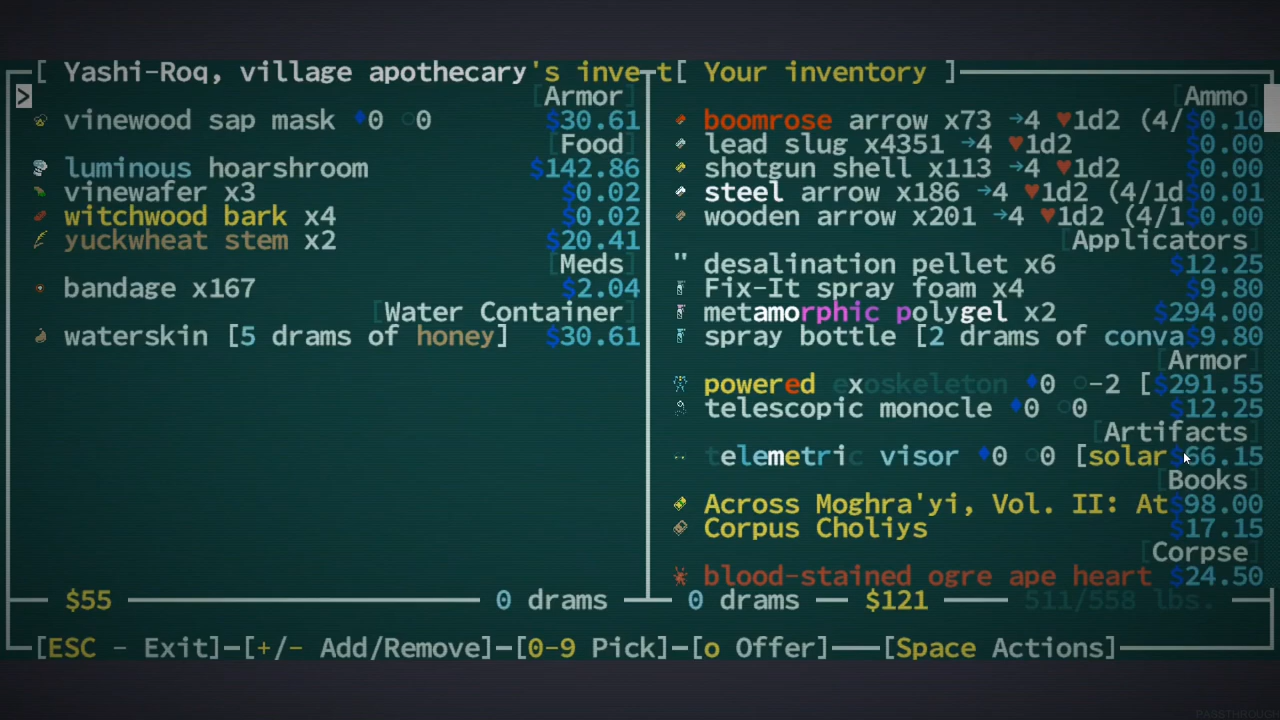 [ Yashi-Roq, village apothecary's inve
[Armor]
vinewood sap mask ♦0 ○0 $30.61
[Food]
luminous hoarshroom $142.86
vinewafer x3 $0.02
witchwood bark x4 $0.02
yuckwheat stem x2 $20.41
[Meds]
bandage x167 $2.04
[Water Container]
waterskin [5 drams of honey] $30.61
$55 0 drams
t[ Your inventory ]
[Ammo]
boomrose arrow x73 →4 ♥1d2 (4/$0.10
lead slug x4351 →4 ♥1d2 $0.00
shotgun shell x113 →4 ♥1d2 $0.00
steel arrow x186 →4 ♥1d2 (4/1d$0.01
wooden arrow x201 →4 ♥1d2 (4/1$0.00
[Applicators]
desalination pellet x6 $12.25
Fix-It spray foam x4 $9.80
metamorphic polygel x2 $294.00
spray bottle [2 drams of conva$9.80
[Armor]
powered exoskeleton ♦0 ○-2 [$291.55
telescopic monocle ♦0 ○0 $12.25
[Artifacts]
telemetric visor ♦0 ○0 [solar $66.15
[Books]
Across Moghra'yi, Vol. II: At$98.00
Corpus Choliys $17.15
[Corpse]
blood-stained ogre ape heart $24.50
0 drams $121 511/558 lbs.
[ESC - Exit] [+/- Add/Remove] [0-9 Pick] [o Offer] [Space Actions]
PASSTHROUGH